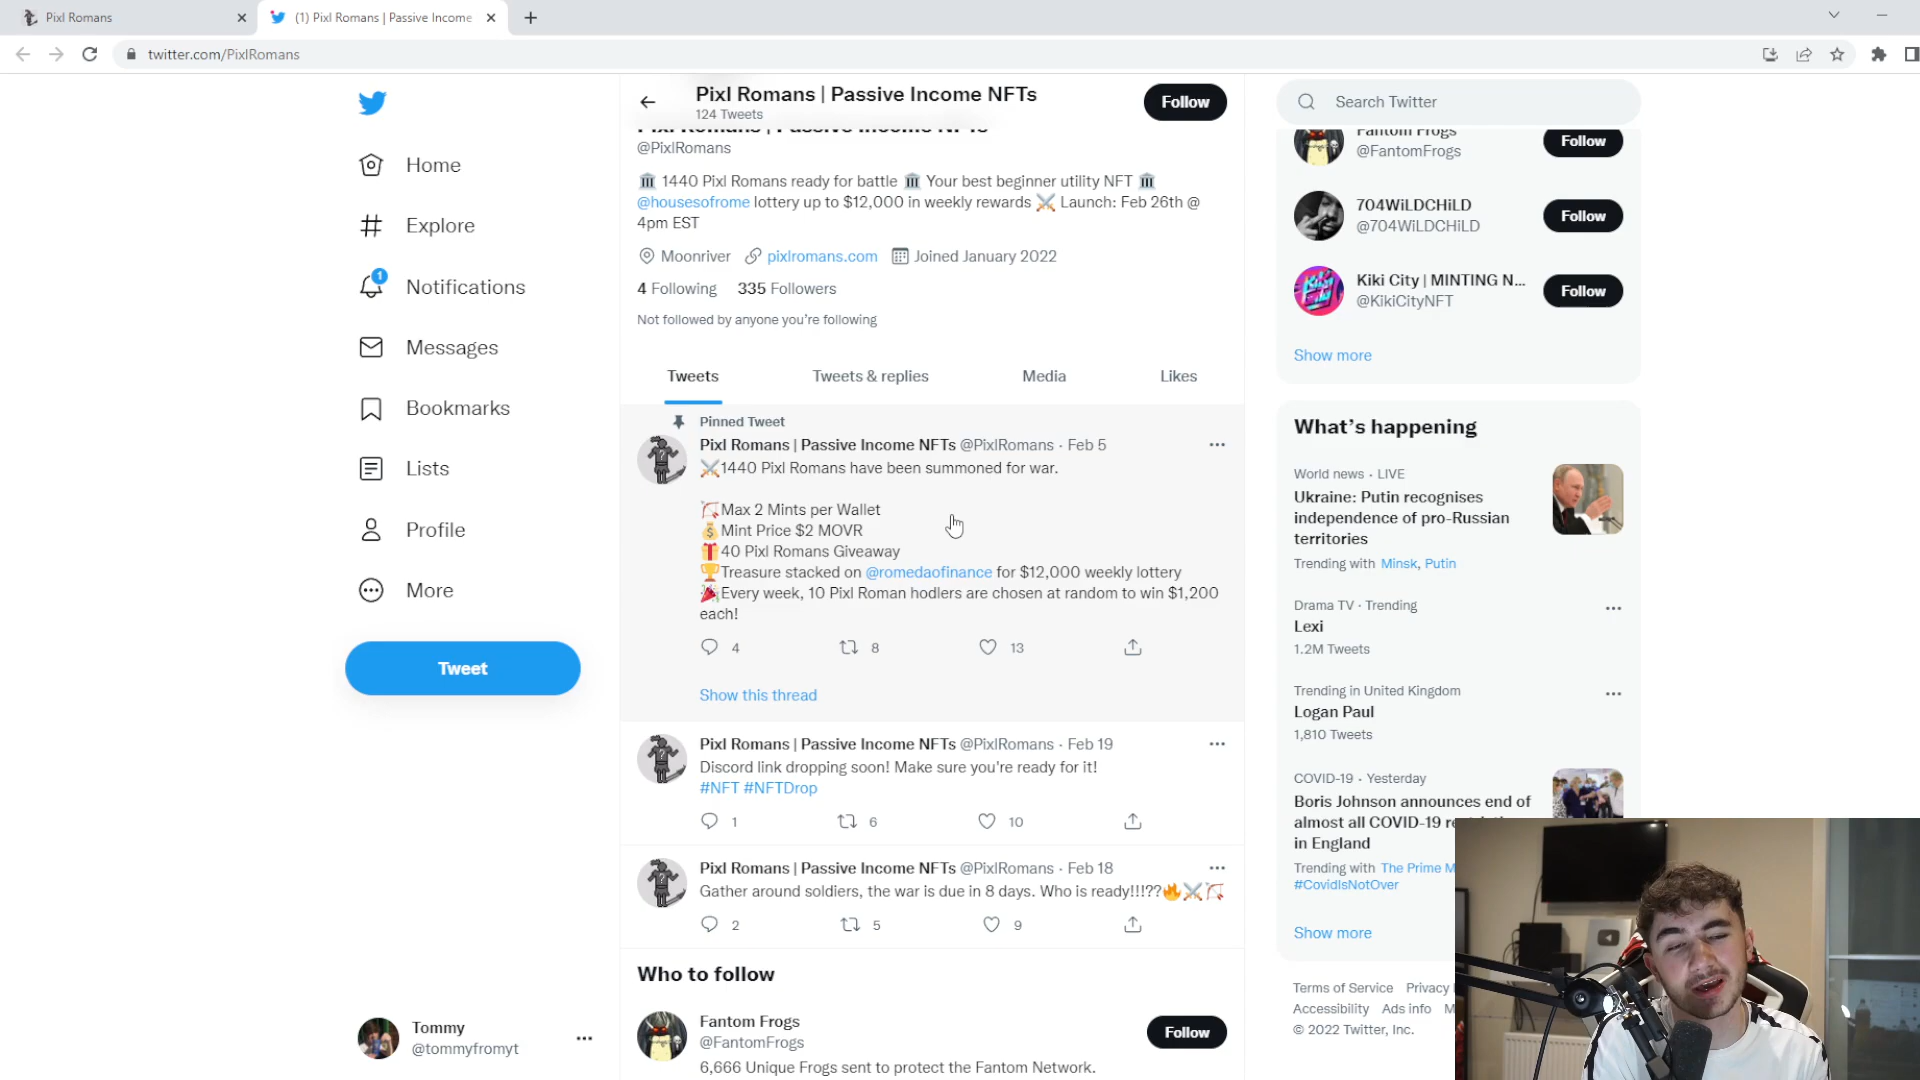 Pixl Romans
(1) Pixl Romans | Passive Income
twitter.com/PixlRomans
Home
Explore
1
Notifications
Messages
Bookmarks
Lists
Profile
More
Tweet
Tommy
@tommyfromyt
Pixl Romans | Passive Income NFTs
124 Tweets
Follow
Pixl Romans | Passive Income NFTs
@PixlRomans
🏛 1440 Pixl Romans ready for battle 🏛 Your best beginner utility NFT 🏛
@housesofrome lottery up to $12,000 in weekly rewards ⚔ Launch: Feb 26th @
4pm EST
Moonriver pixlromans.com Joined January 2022
4 Following 335 Followers
Not followed by anyone you're following
Tweets Tweets & replies Media Likes
Pinned Tweet
Pixl Romans | Passive Income NFTs @PixlRomans · Feb 5
⚔1440 Pixl Romans have been summoned for war.
🏹Max 2 Mints per Wallet
💰Mint Price $2 MOVR
🎁40 Pixl Romans Giveaway
🏆Treasure stacked on @romedaofinance for $12,000 weekly lottery
🎉Every week, 10 Pixl Roman hodlers are chosen at random to win $1,200
each!
4 8 13
Show this thread
Pixl Romans | Passive Income NFTs @PixlRomans · Feb 19
Discord link dropping soon! Make sure you're ready for it!
#NFT #NFTDrop
1 6 10
Pixl Romans | Passive Income NFTs @PixlRomans · Feb 18
Gather around soldiers, the war is due in 8 days. Who is ready!!!??🔥⚔🏹
2 5 9
Who to follow
Fantom Frogs
@FantomFrogs
Follow
6,666 Unique Frogs sent to protect the Fantom Network.
Search Twitter
Fantom Frogs
@FantomFrogs
Follow
704WiLDCHiLD
@704WiLDCHiLD
Follow
Kiki City | MINTING N...
@KikiCityNFT
Follow
Show more
What's happening
World news · LIVE
Ukraine: Putin recognises
independence of pro-Russian
territories
Trending with Minsk, Putin
Drama TV · Trending
Lexi
1.2M Tweets
Trending in United Kingdom
Logan Paul
1,810 Tweets
COVID-19 · Yesterday
Boris Johnson announces end of
almost all COVID-19
in England
Trending with The Prime
#CovidIsNotOver
Show more
Terms of Service Privacy
Accessibility Ads info
© 2022 Twitter, Inc.